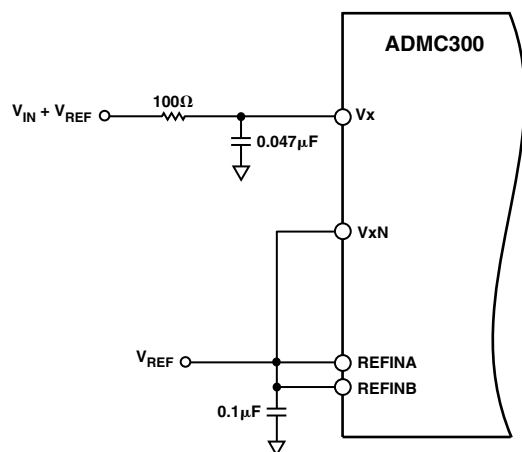 ADMC300
100Ω
V_IN + V_REF
Vx
0.047μF
VxN
V_REF
REFINA
REFINB
0.1μF